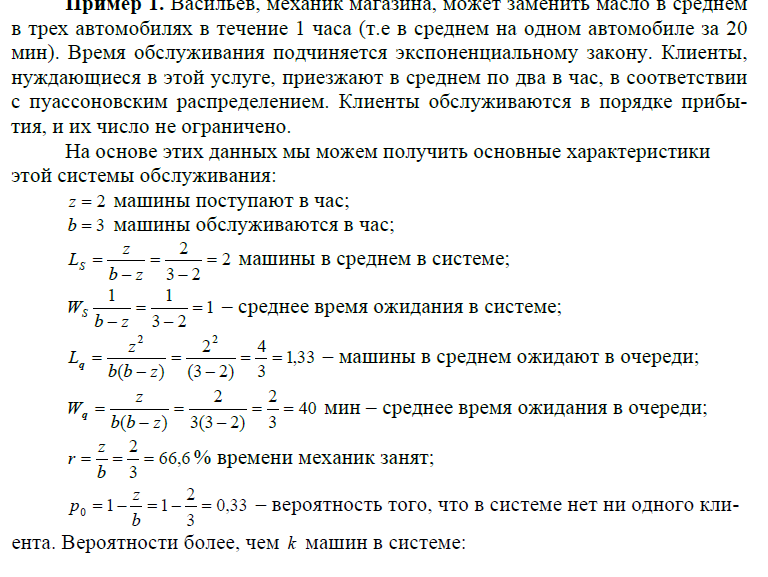 Пример 1. Васильев, механик магазина, может заменить масло в среднем
в трех автомобилях в течение 1 часа (т.е в среднем на одном автомобиле за 20
мин). Время обслуживания подчиняется экспоненциальному закону. Клиенты,
нуждающиеся в этой услуге, приезжают в среднем по два в час, в соответствии
с пуассоновским распределением. Клиенты обслуживаются в порядке прибы-
тия, и их число не ограничено.
На основе этих данных мы можем получить основные характеристики
этой системы обслуживания:
z = 2 машины поступают в час;
b = 3 машины обслуживаются в час;
L_S = z/(b − z) = 2/(3 − 2) = 2 машины в среднем в системе;
W_S 1/(b − z) = 1/(3 − 2) = 1 – среднее время ожидания в системе;
L_q = z²/(b(b − z)) = 2²/(3 − 2) = 4/3 = 1,33 – машины в среднем ожидают в очереди;
W_q = z/(b(b − z)) = 2/(3(3 − 2)) = 2/3 = 40 мин – среднее время ожидания в очереди;
r = z/b = 2/3 = 66,6% времени механик занят;
p_0 = 1 − z/b = 1 − 2/3 = 0,33 – вероятность того, что в системе нет ни одного кли-
ента. Вероятности более, чем k машин в системе: